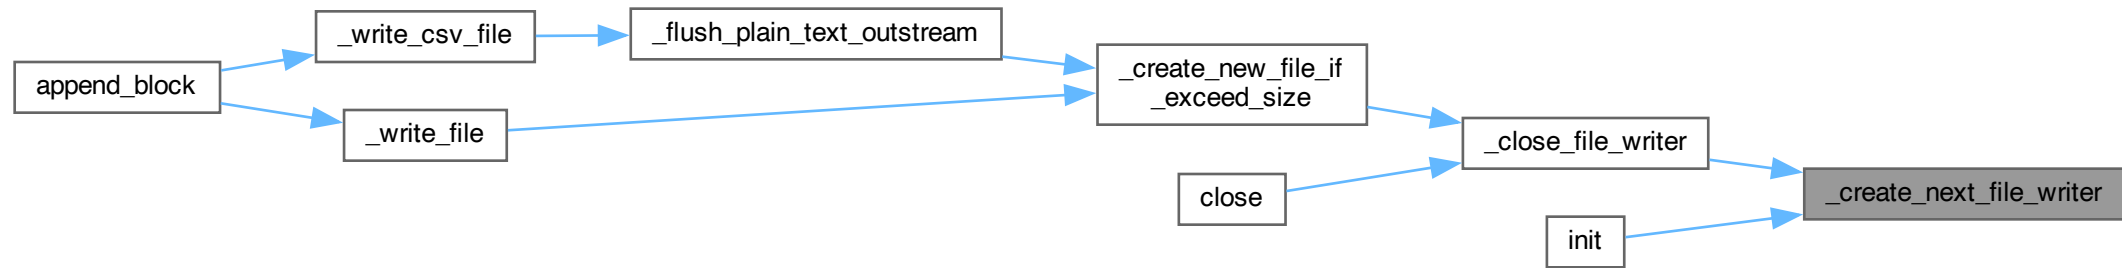 append_block
_write_csv_file
_write_file
_flush_plain_text_outstream
_create_new_file_if
_exceed_size
close
_close_file_writer
init
_create_next_file_writer